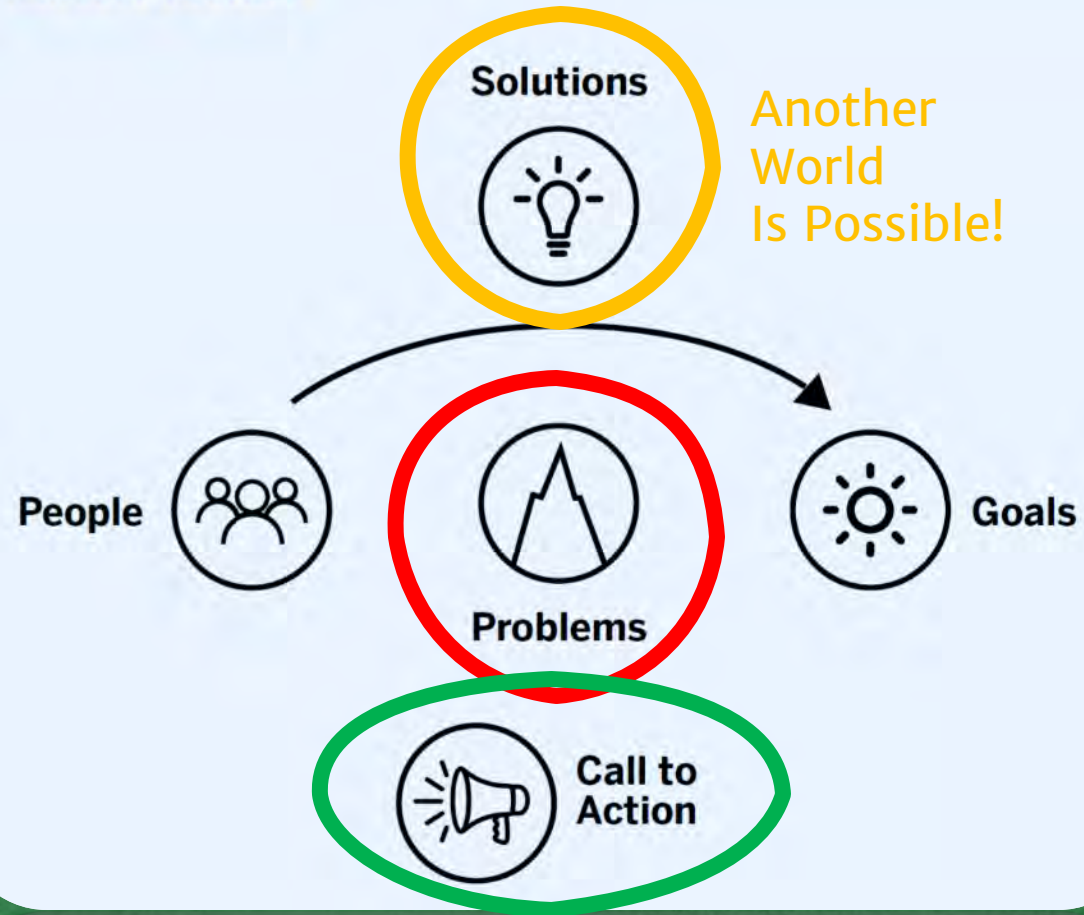 Solutions
Another
World
Is Possible!
People
Goals
Problems
Call to
Action